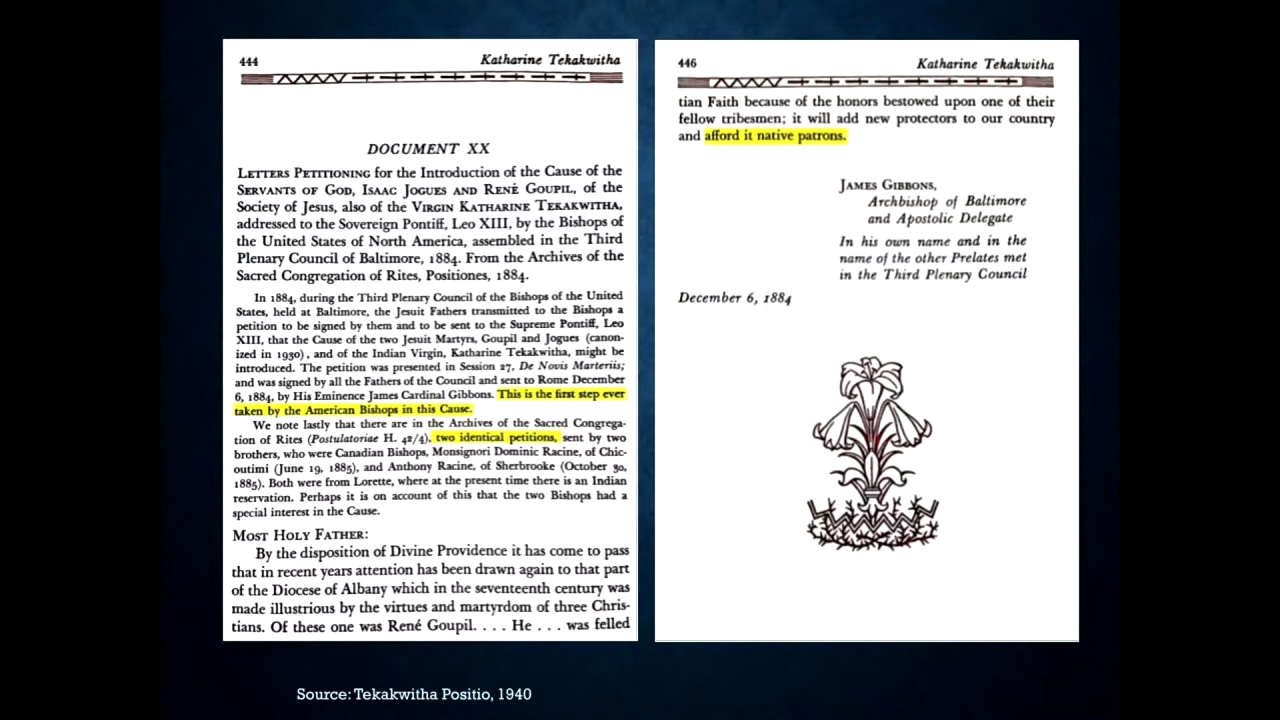 444 Katharine Tekakwitha
DOCUMENT XX
LETTERS PETITIONING for the Introduction of the Cause of the
SERVANTS OF GOD, ISAAC JOGUES AND RENÉ GOUPIL, of the
Society of Jesus, also of the VIRGIN KATHARINE TEKAKWITHA,
addressed to the Sovereign Pontiff, Leo XIII, by the Bishops of
the United States of North America, assembled in the Third
Plenary Council of Baltimore, 1884. From the Archives of the
Sacred Congregation of Rites, Positiones, 1884.
In 1884, during the Third Plenary Council of the Bishops of the United
States, held at Baltimore, the Jesuit Fathers transmitted to the Bishops a
petition to be signed by them and to be sent to the Supreme Pontiff, Leo
XIII, that the Cause of the two Jesuit Martyrs, Goupil and Jogues (canon-
ized in 1930), and of the Indian Virgin, Katharine Tekakwitha, might be
introduced. The petition was presented in Session 27, De Novis Marteriis;
and was signed by all the Fathers of the Council and sent to Rome December
6, 1884, by His Eminence James Cardinal Gibbons. This is the first step ever
taken by the American Bishops in this Cause.
We note lastly that there are in the Archives of the Sacred Congrega-
tion of Rites (Postulatoriae H. 42/4), two identical petitions, sent by two
brothers, who were Canadian Bishops, Monsignori Dominic Racine, of Chic-
outimi (June 19, 1885), and Anthony Racine, of Sherbrooke (October 30,
1885). Both were from Lorette, where at the present time there is an Indian
reservation. Perhaps it is on account of this that the two Bishops had a
special interest in the Cause.
MOST HOLY FATHER:
By the disposition of Divine Providence it has come to pass
that in recent years attention has been drawn again to that part
of the Diocese of Albany which in the seventeenth century was
made illustrious by the virtues and martyrdom of three Chris-
tians. Of these one was René Goupil. . . . He . . . was felled
446 Katharine Tekakwitha
tian Faith because of the honors bestowed upon one of their
fellow tribesmen; it will add new protectors to our country
and afford it native patrons.
JAMES GIBBONS,
Archbishop of Baltimore
and Apostolic Delegate
In his own name and in the
name of the other Prelates met
in the Third Plenary Council
December 6, 1884
Source: Tekakwitha Positio, 1940